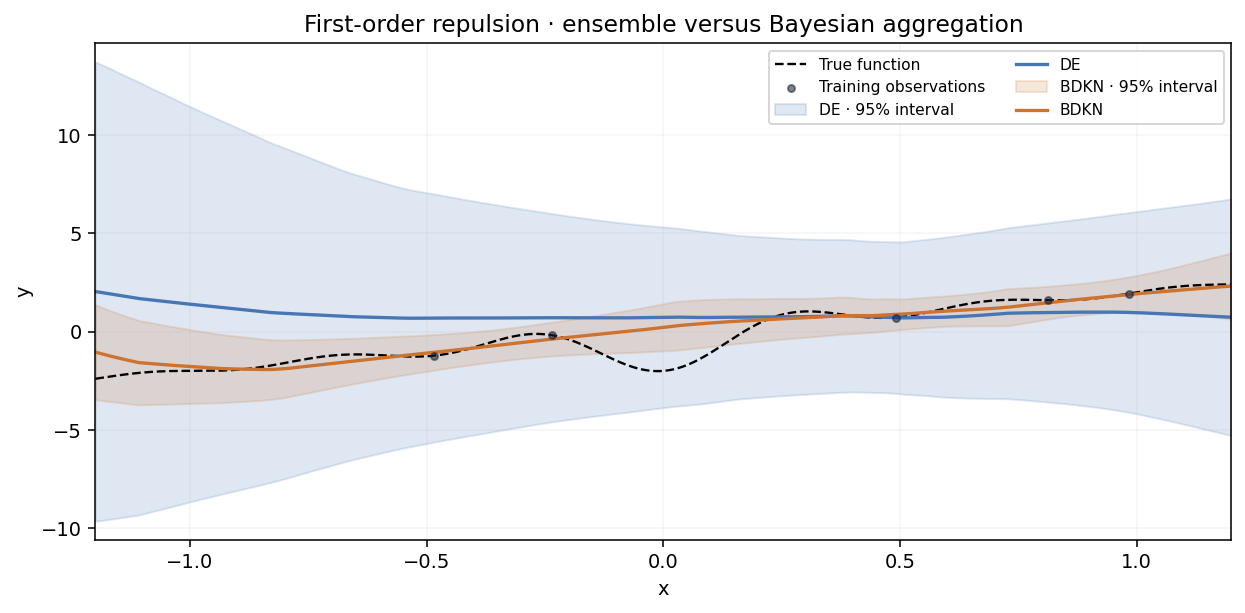 First-order repulsion · ensemble versus Bayesian aggregation
True function
Training observations
DE · 95% interval
DE
BDKN · 95% interval
BDKN
10
5
0
−5
−10
y
−1.0
−0.5
0.0
0.5
1.0
x